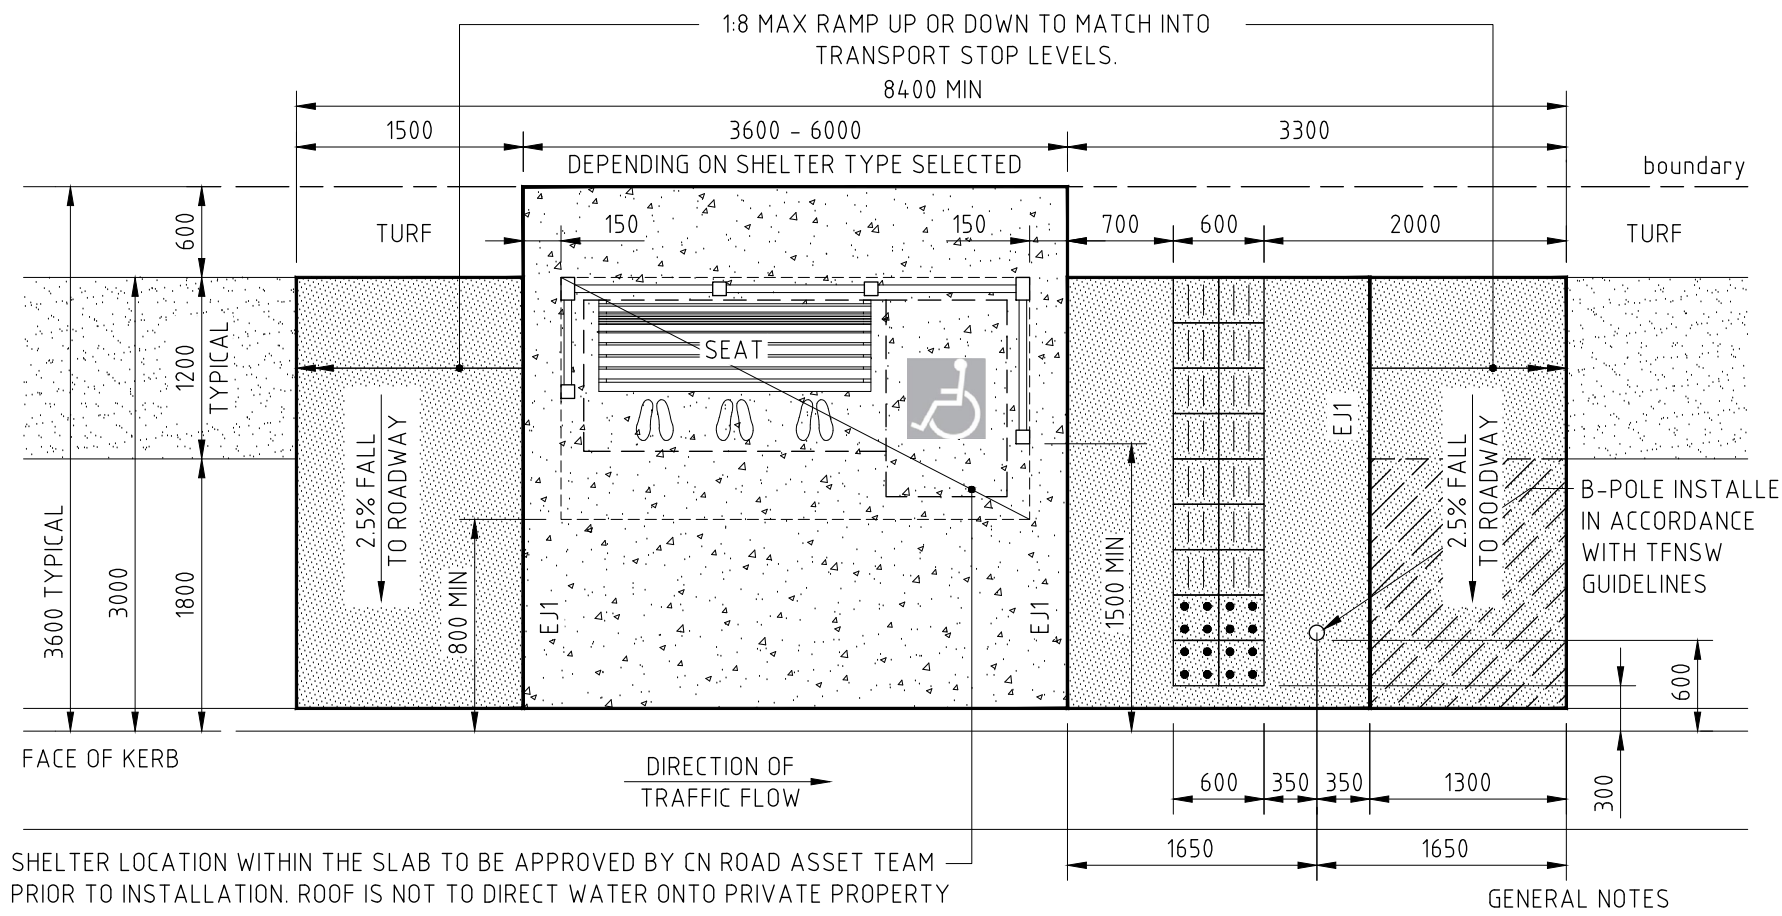 1:8 MAX RAMP UP OR DOWN TO MATCH INTO
TRANSPORT STOP LEVELS.
8400 MIN
1500
3600 - 6000
3300
DEPENDING ON SHELTER TYPE SELECTED
boundary
600
TURF
150
150
700
600
2000
TURF
1200
TYPICAL
SEAT
EJ1
2.5% FALL
TO ROADWAY
2.5% FALL
TO ROADWAY
B-POLE INSTALLE
IN ACCORDANCE
WITH TFNSW
GUIDELINES
3600 TYPICAL
3000
1800
800 MIN
EJ1
EJ1
1500 MIN
600
FACE OF KERB
DIRECTION OF
TRAFFIC FLOW
600
350
350
1300
300
1650
1650
SHELTER LOCATION WITHIN THE SLAB TO BE APPROVED BY CN ROAD ASSET TEAM
PRIOR TO INSTALLATION. ROOF IS NOT TO DIRECT WATER ONTO PRIVATE PROPERTY
GENERAL NOTES